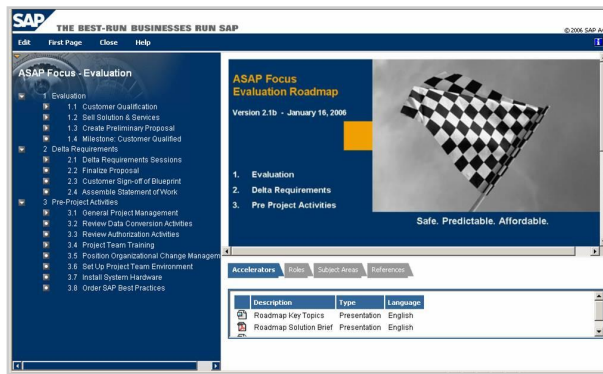 SAP
THE BEST-RUN BUSINESSES RUN SAP
© 2006 SAP A
Edit First Page Close Help
ASAP Focus - Evaluation
1 Evaluation
1.1 Customer Qualification
1.2 Sell Solution & Services
1.3 Create Preliminary Proposal
1.4 Milestone: Customer Qualified
2 Delta Requirements
2.1 Delta Requirements Sessions
2.2 Finalize Proposal
2.3 Customer Sign-off of Blueprint
2.4 Assemble Statement of Work
3 Pre-Project Activities
3.1 General Project Management
3.2 Review Data Conversion Activities
3.3 Review Authorization Activities
3.4 Project Team Training
3.5 Position Organizational Change Managem
3.6 Set Up Project Team Environment
3.7 Install System Hardware
3.8 Order SAP Best Practices
ASAP Focus
Evaluation Roadmap
Version 2.1b - January 16, 2006
1. Evaluation
2. Delta Requirements
3. Pre Project Activities
Safe. Predictable. Affordable.
Accelerators Roles Subject Areas References
Description Type Language
Roadmap Key Topics Presentation English
Roadmap Solution Brief Presentation English